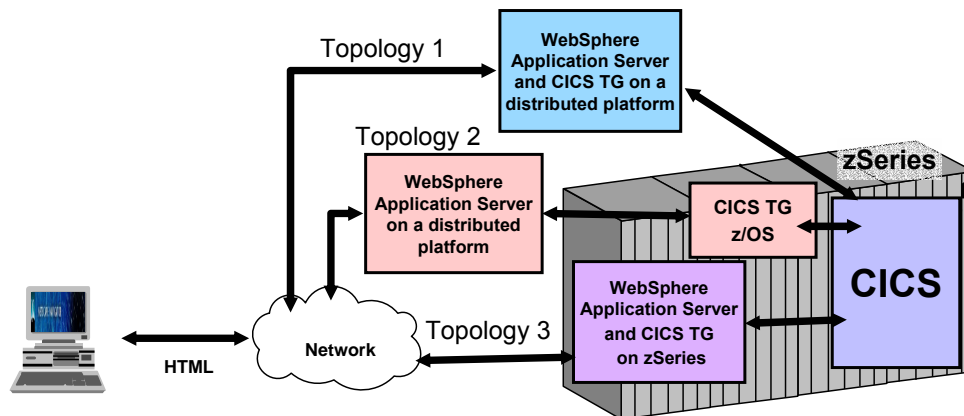 Topology 1
WebSphere
Application Server
and CICS TG on a
distributed platform
Topology 2
WebSphere
Application Server
on a distributed
platform
zSeries
CICS TG
z/OS
CICS
WebSphere
Application Server
and CICS TG
on zSeries
Topology 3
Network
HTML